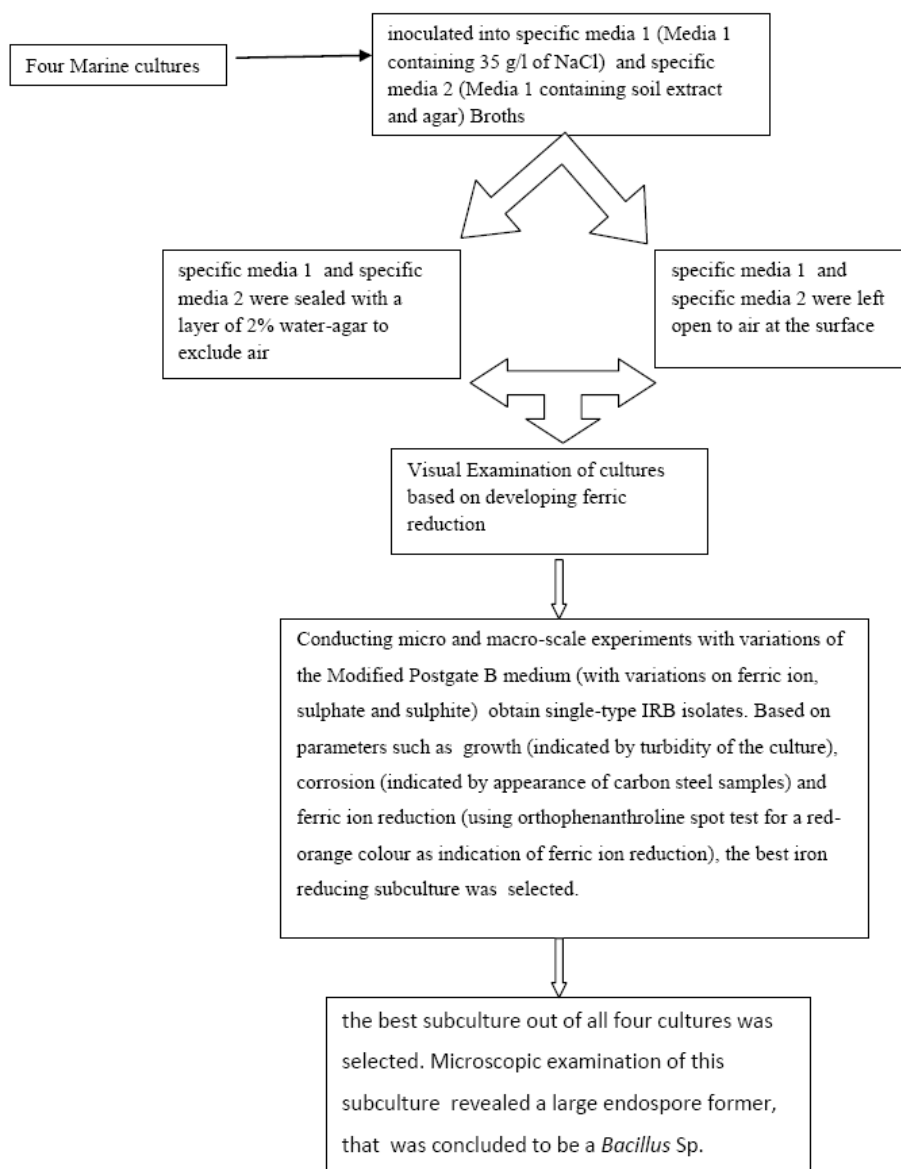 Four Marine cultures
inoculated into specific media 1 (Media 1
containing 35 g/l of NaCl) and specific
media 2 (Media 1 containing soil extract
and agar) Broths
specific media 1 and specific
media 2 were sealed with a
layer of 2% water-agar to
exclude air
specific media 1 and
specific media 2 were left
open to air at the surface
Visual Examination of cultures
based on developing ferric
reduction
Conducting micro and macro-scale experiments with variations of
the Modified Postgate B medium (with variations on ferric ion,
sulphate and sulphite) obtain single-type IRB isolates. Based on
parameters such as growth (indicated by turbidity of the culture),
corrosion (indicated by appearance of carbon steel samples) and
ferric ion reduction (using orthophenanthroline spot test for a red-
orange colour as indication of ferric ion reduction), the best iron
reducing subculture was selected.
the best subculture out of all four cultures was
selected. Microscopic examination of this
subculture revealed a large endospore former,
that was concluded to be a Bacillus Sp.